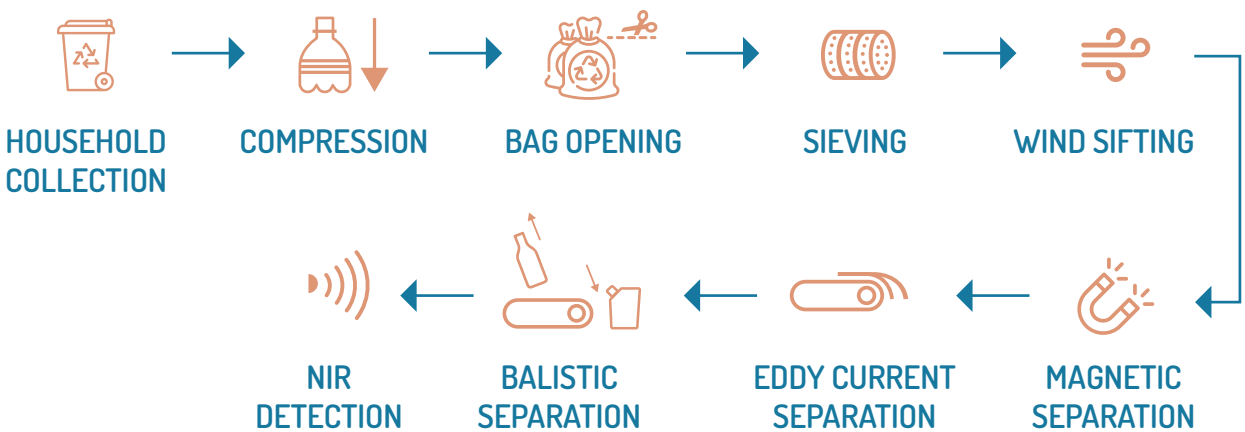 HOUSEHOLD
COLLECTION
COMPRESSION
BAG OPENING
SIEVING
WIND SIFTING
MAGNETIC
SEPARATION
EDDY CURRENT
SEPARATION
BALISTIC
SEPARATION
NIR
DETECTION